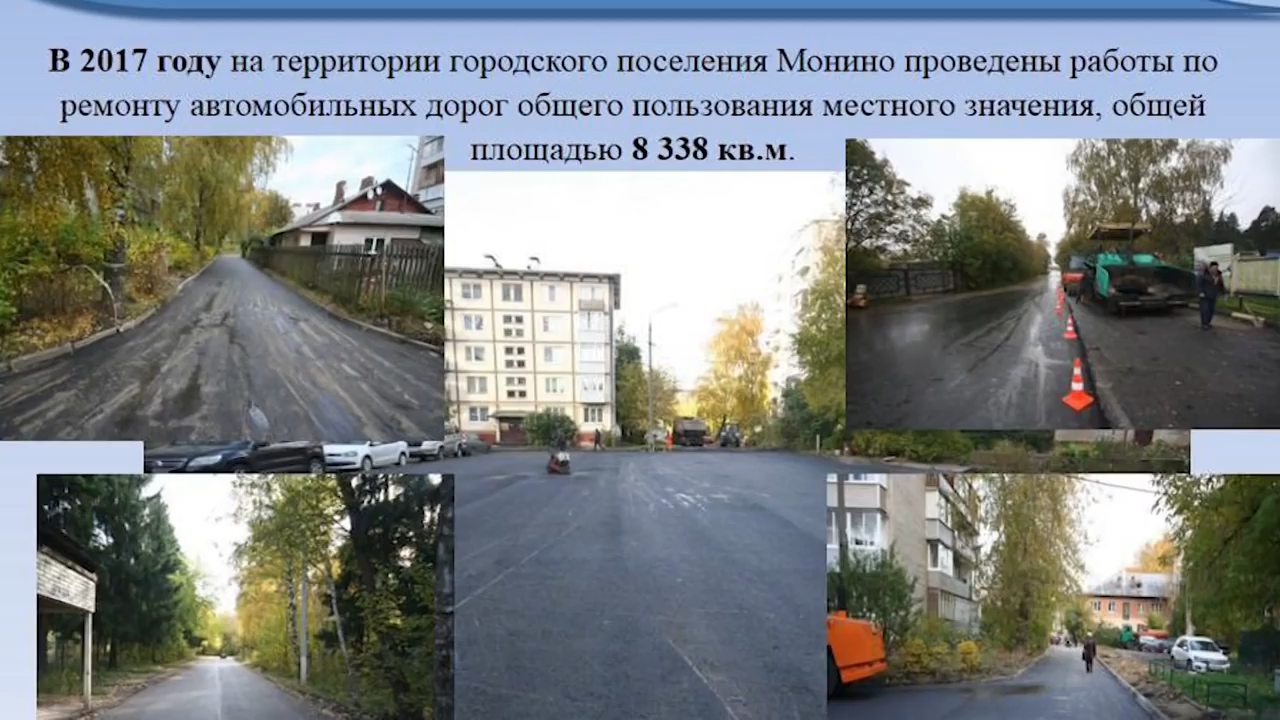 В 2017 году на территории городского поселения Монино проведены работы по
ремонту автомобильных дорог общего пользования местного значения, общей
площадью 8 338 кв.м.